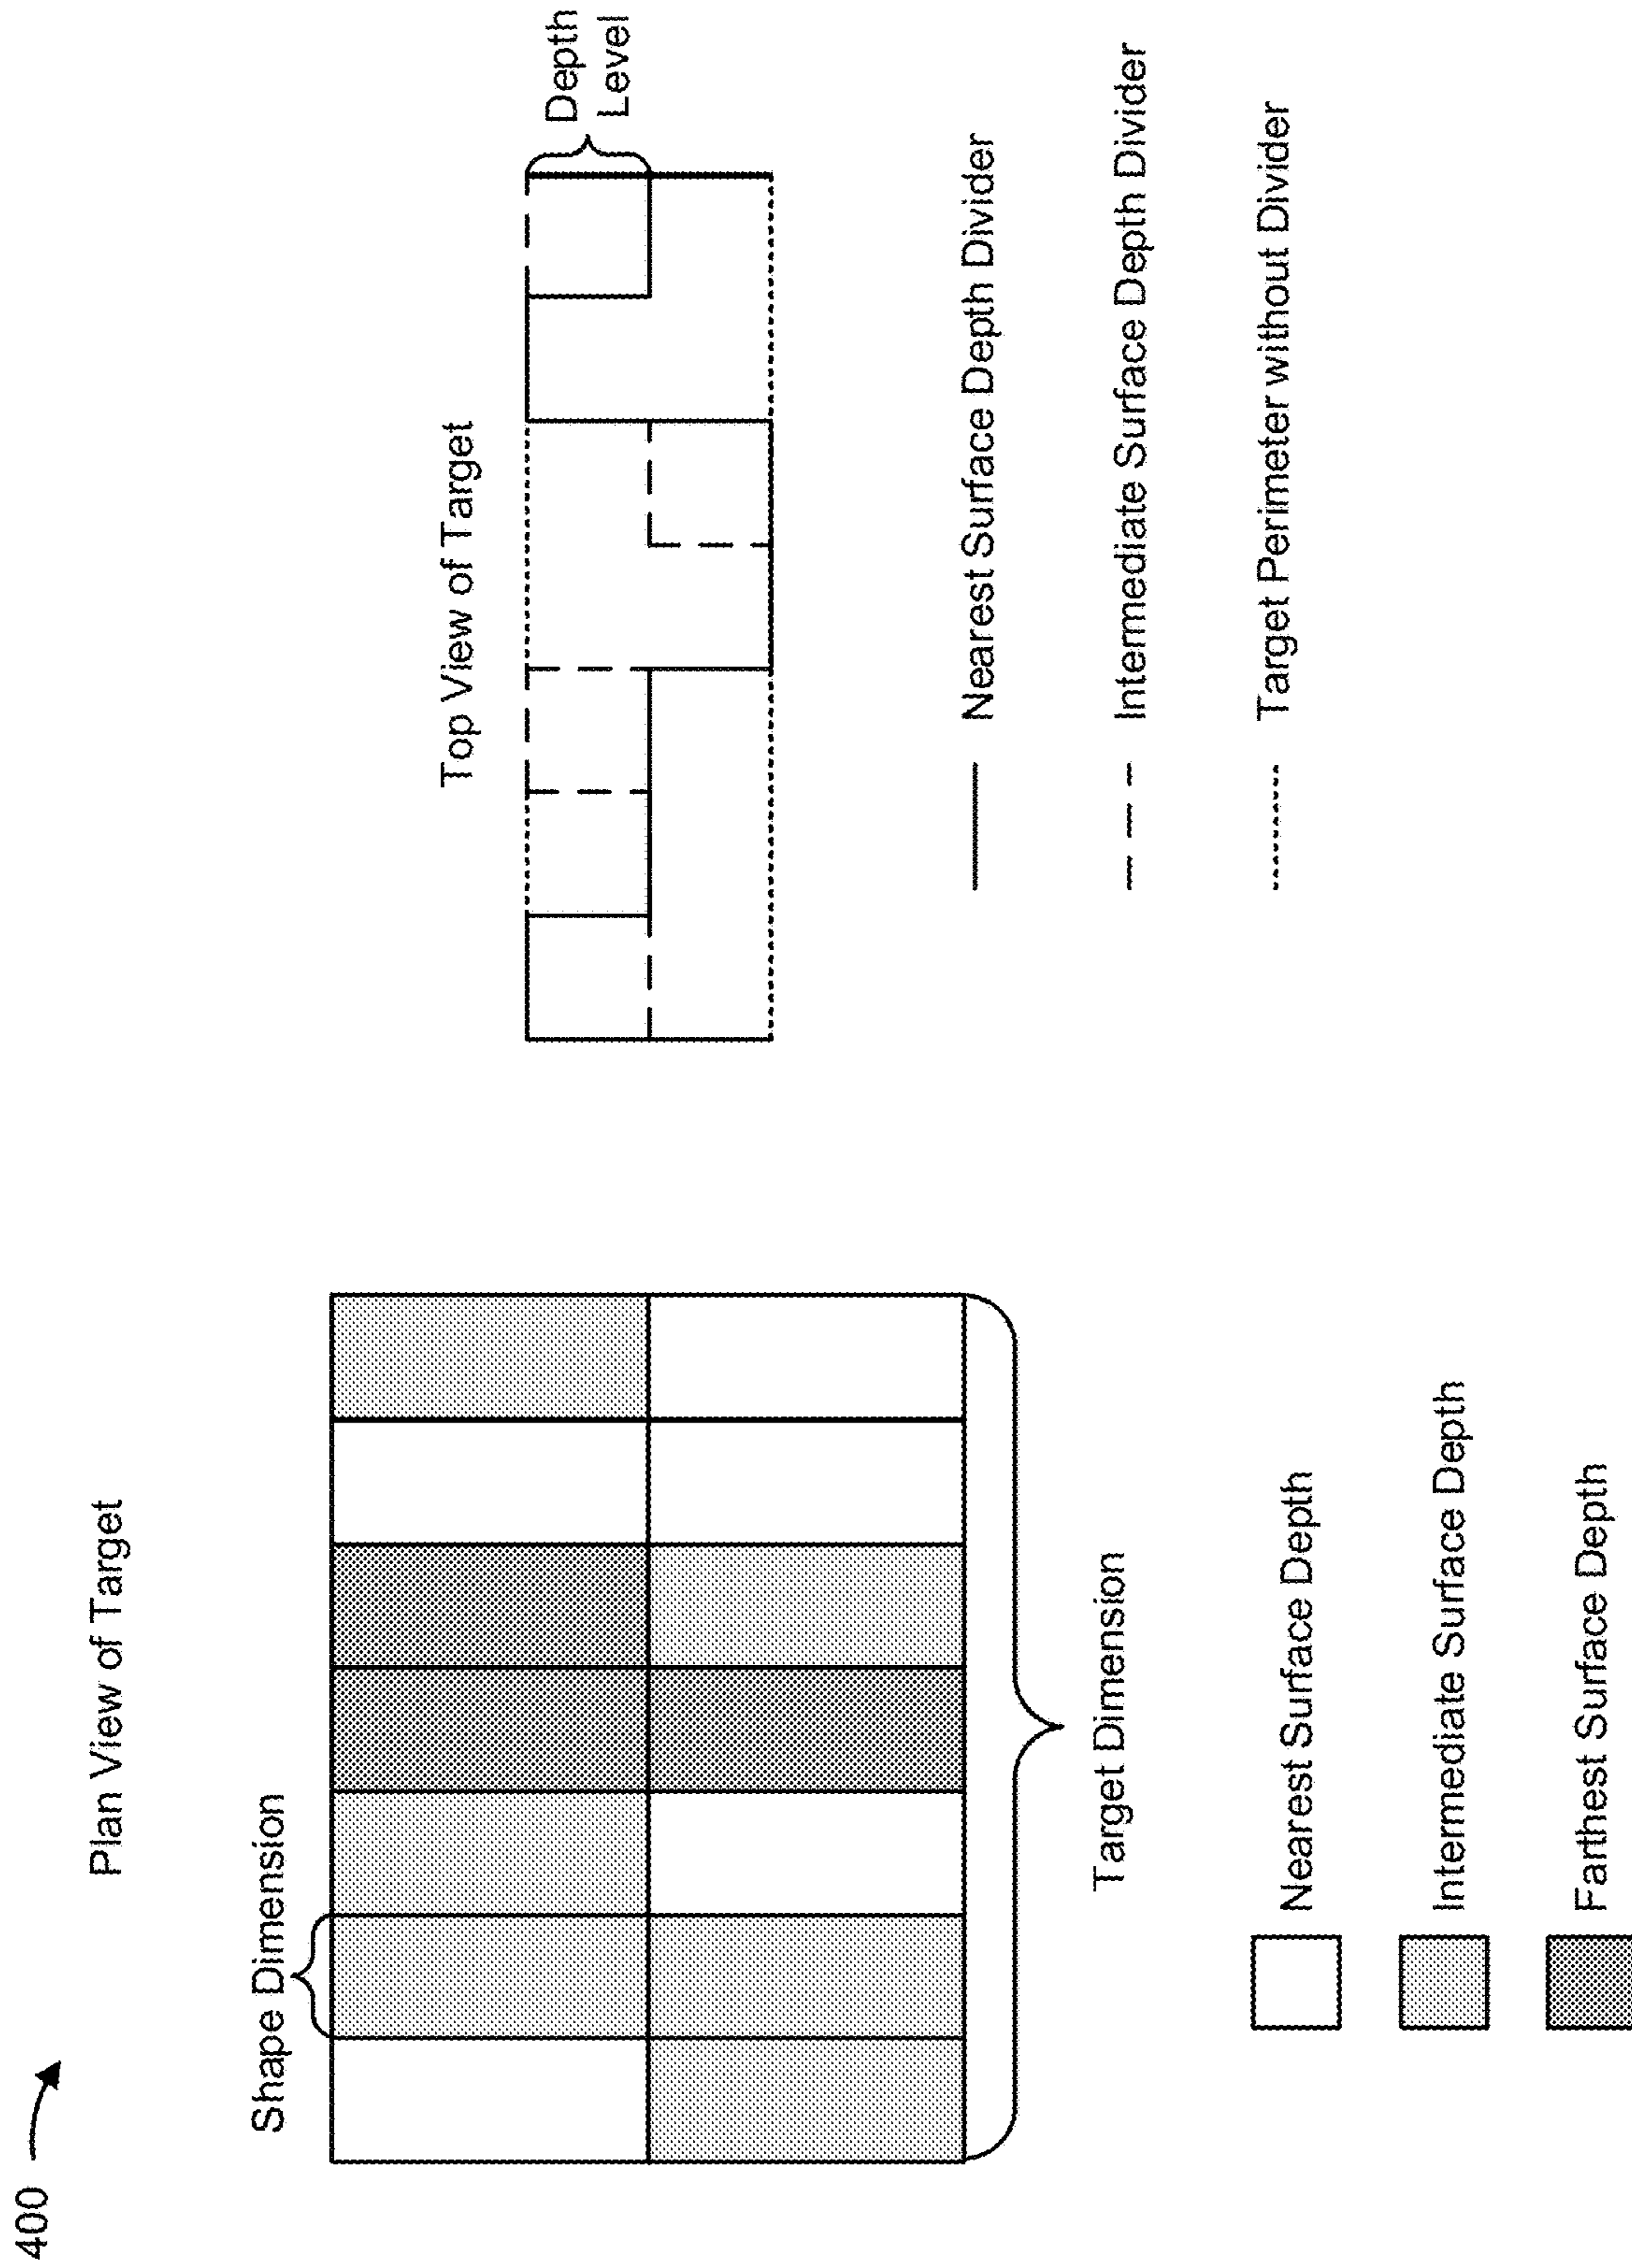 400
Plan View of Target
Shape Dimension
Target Dimension
Nearest Surface Depth
Intermediate Surface Depth
Farthest Surface Depth
Top View of Target
Depth
Level
Nearest Surface Depth Divider
Intermediate Surface Depth Divider
Target Perimeter without Divider